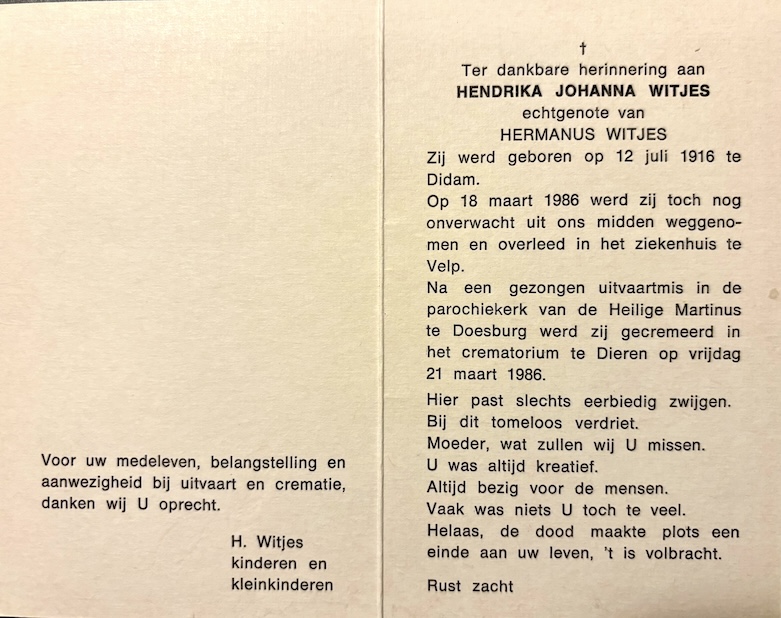 Voor uw medeleven, belangstelling en
aanwezigheid bij uitvaart en crematie,
danken wij U oprecht.
H. Witjes
kinderen en
kleinkinderen
†
Ter dankbare herinnering aan
HENDRIKA JOHANNA WITJES
echtgenote van
HERMANUS WITJES
Zij werd geboren op 12 juli 1916 te
Didam.
Op 18 maart 1986 werd zij toch nog
onverwacht uit ons midden weggeno-
men en overleed in het ziekenhuis te
Velp.
Na een gezongen uitvaartmis in de
parochiekerk van de Heilige Martinus
te Doesburg werd zij gecremeerd in
het crematorium te Dieren op vrijdag
21 maart 1986.
Hier past slechts eerbiedig zwijgen.
Bij dit tomeloos verdriet.
Moeder, wat zullen wij U missen.
U was altijd kreatief.
Altijd bezig voor de mensen.
Vaak was niets U toch te veel.
Helaas, de dood maakte plots een
einde aan uw leven, 't is volbracht.
Rust zacht